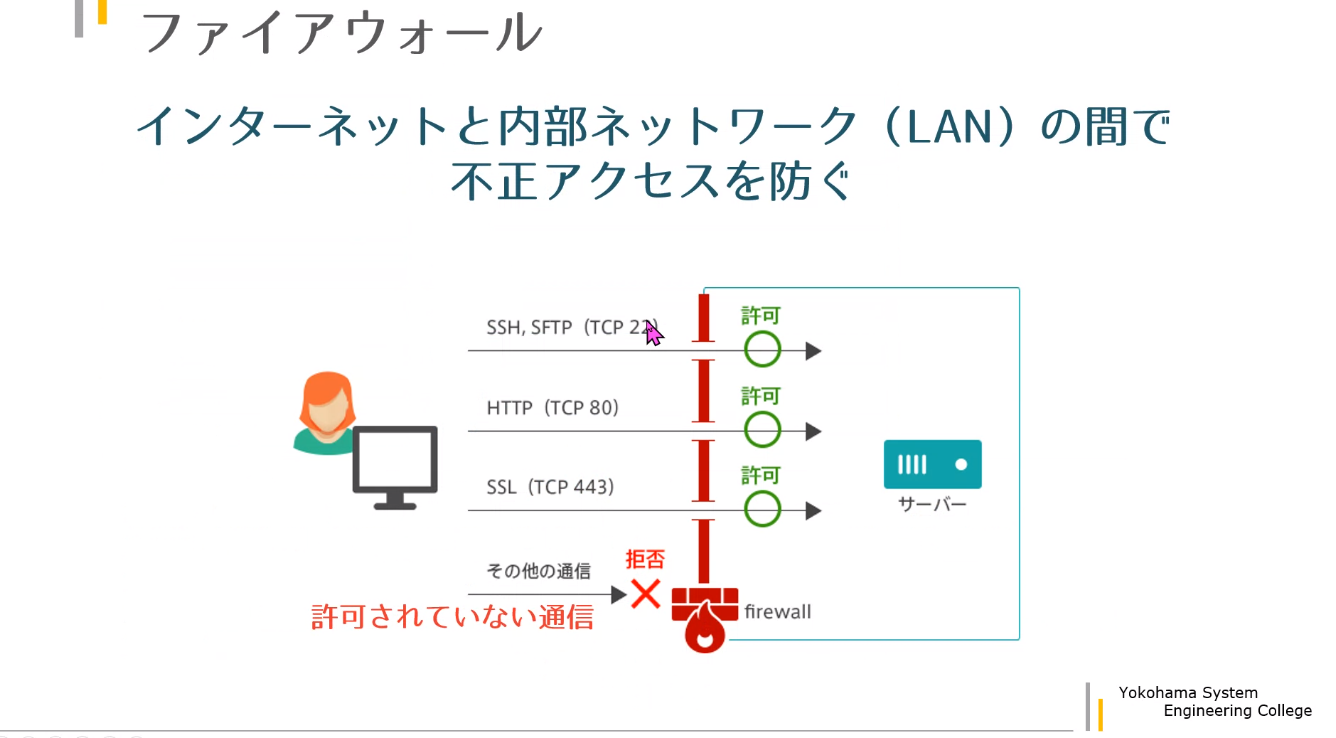 ファイアウォール
インターネットと内部ネットワーク（LAN）の間で
不正アクセスを防ぐ
SSH, SFTP（TCP 22）
許可
HTTP（TCP 80）
許可
SSL（TCP 443）
許可
サーバー
その他の通信
拒否
許可されていない通信
firewall
Yokohama System
Engineering College